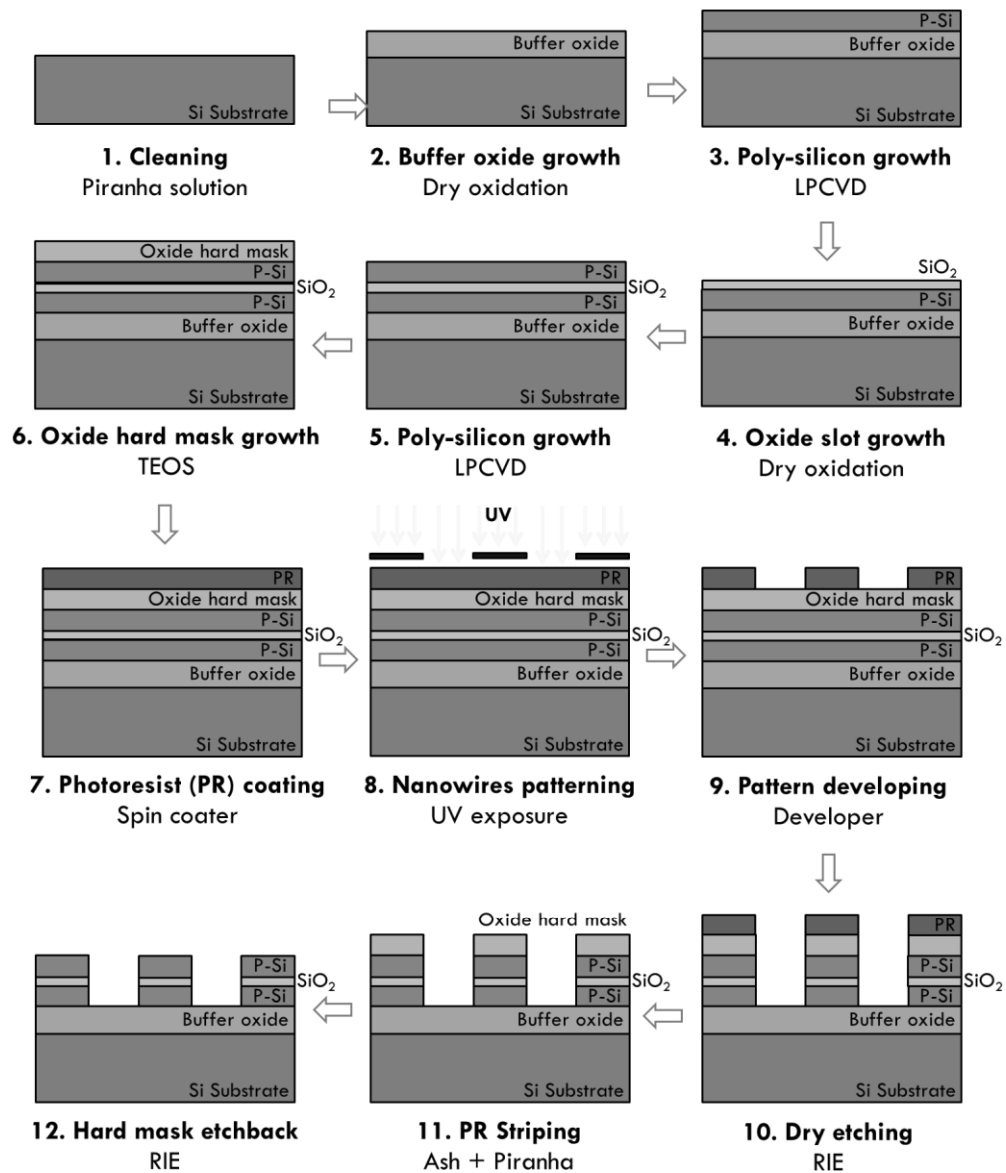 Si Substrate
1. Cleaning
Piranha solution
Buffer oxide
Si Substrate
2. Buffer oxide growth
Dry oxidation
P-Si
Buffer oxide
Si Substrate
3. Poly-silicon growth
LPCVD
SiO2
P-Si
Buffer oxide
Si Substrate
4. Oxide slot growth
Dry oxidation
P-Si
SiO2
P-Si
Buffer oxide
Si Substrate
5. Poly-silicon growth
LPCVD
Oxide hard mask
P-Si
SiO2
P-Si
Buffer oxide
Si Substrate
6. Oxide hard mask growth
TEOS
PR
Oxide hard mask
P-Si
SiO2
P-Si
Buffer oxide
Si Substrate
7. Photoresist (PR) coating
Spin coater
UV
PR
Oxide hard mask
P-Si
P-Si
Buffer oxide
Si Substrate
8. Nanowires patterning
UV exposure
PR
Oxide hard mask
P-Si
SiO2
P-Si
Buffer oxide
Si Substrate
9. Pattern developing
Developer
PR
P-Si
SiO2
P-Si
Buffer oxide
Si Substrate
10. Dry etching
RIE
Oxide hard mask
P-Si
SiO2
P-Si
Buffer oxide
Si Substrate
11. PR Striping
Ash + Piranha
P-Si
SiO2
P-Si
Buffer oxide
Si Substrate
12. Hard mask etchback
RIE